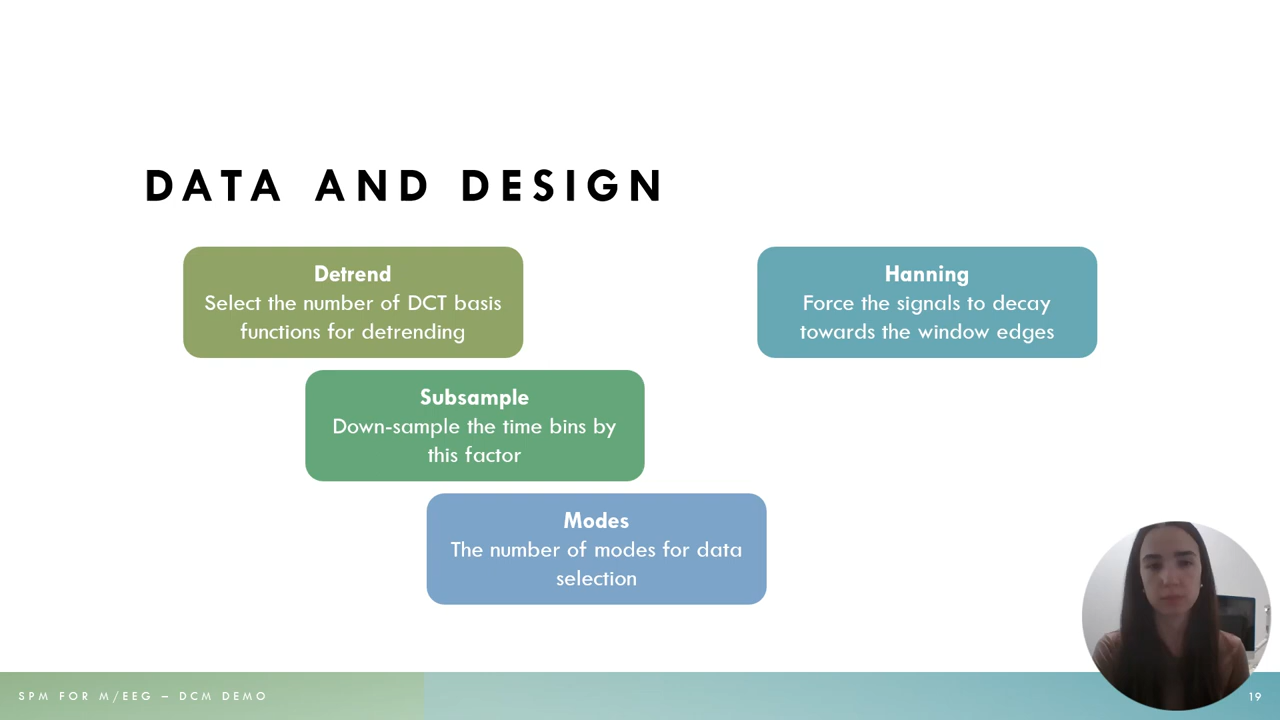 DATA AND DESIGN
Detrend
Select the number of DCT basis
functions for detrending
Hanning
Force the signals to decay
towards the window edges
Subsample
Down-sample the time bins by
this factor
Modes
The number of modes for data
selection
SPM FOR M/EEG – DCM DEMO
19